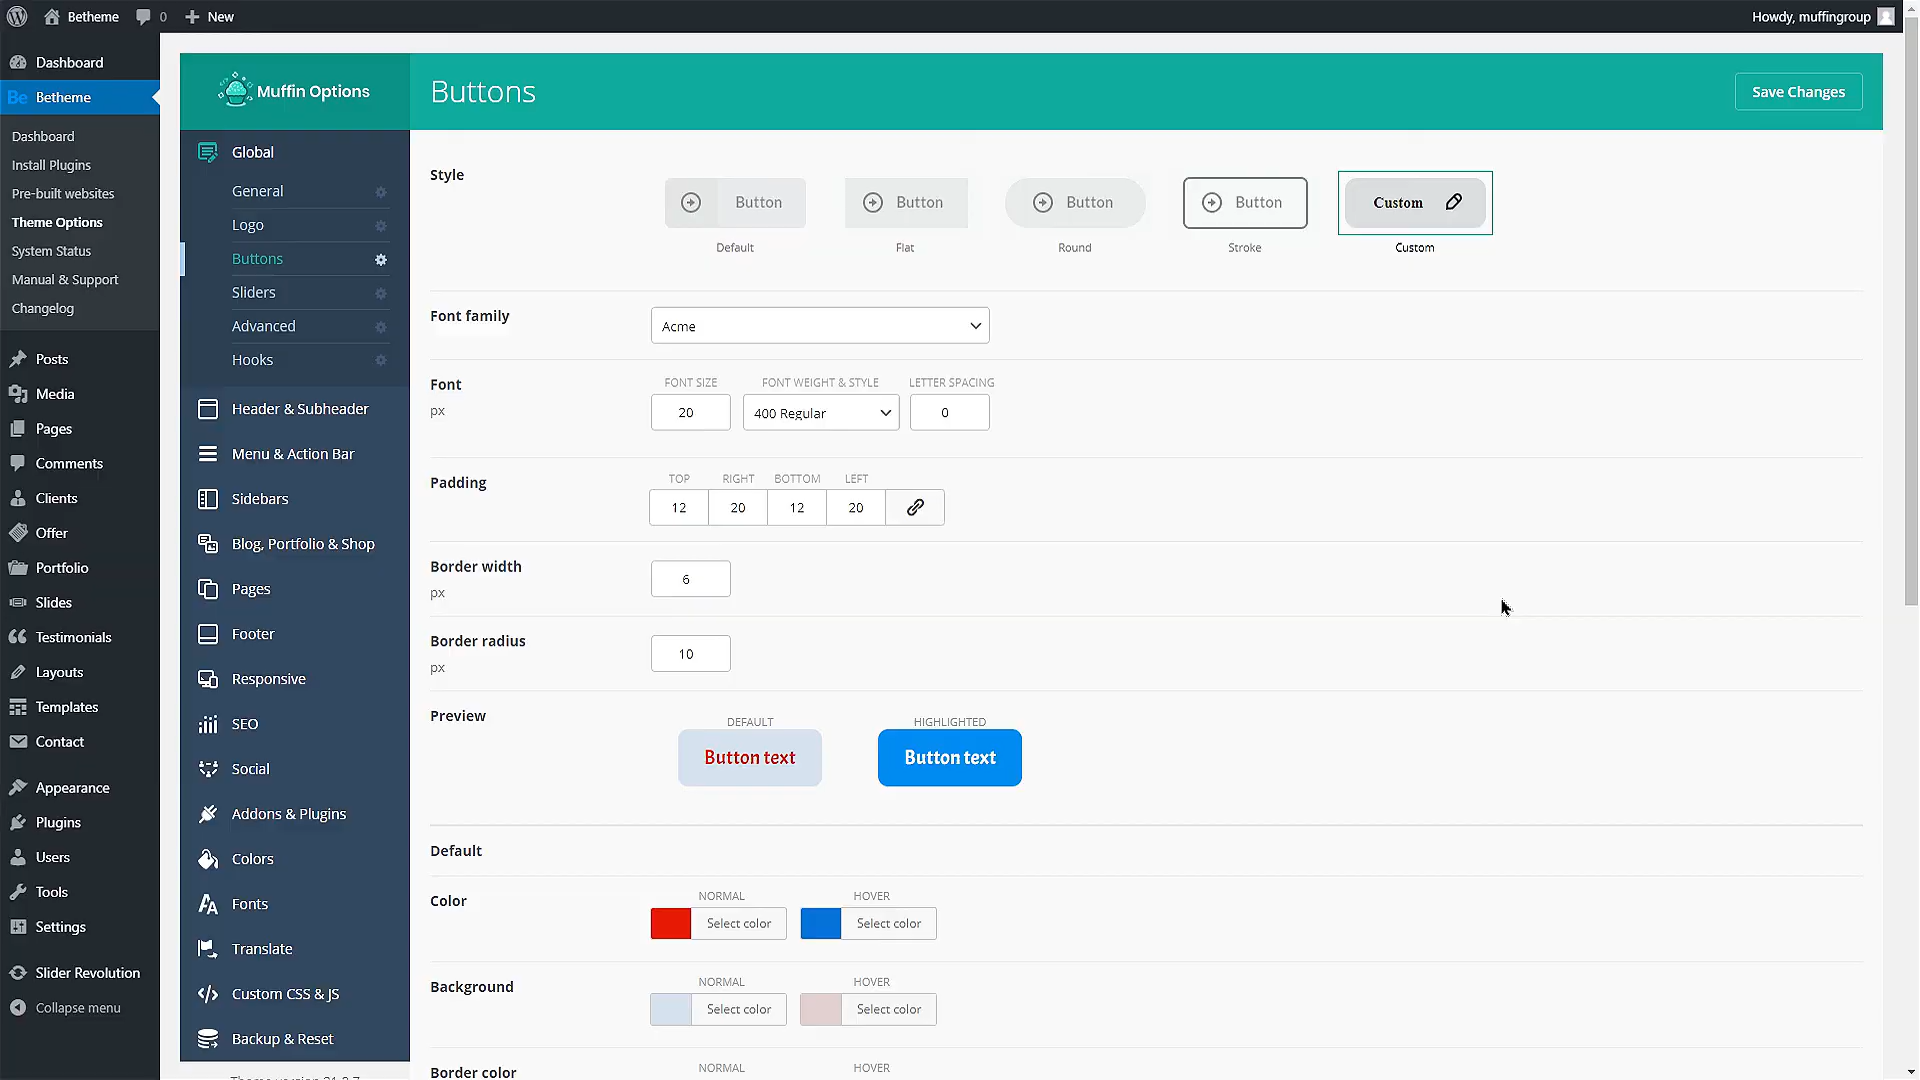 Betheme
0
New
Howdy, muffingroup
Dashboard
Be Betheme
Dashboard
Install Plugins
Pre-built websites
Theme Options
System Status
Manual & Support
Changelog
Posts
Media
Pages
Comments
Clients
Offer
Portfolio
Slides
Testimonials
Layouts
Templates
Contact
Appearance
Plugins
Users
Tools
Settings
Slider Revolution
Collapse menu
Muffin Options
Global
General
Logo
Buttons
Sliders
Advanced
Hooks
Header & Subheader
Menu & Action Bar
Sidebars
Blog, Portfolio & Shop
Pages
Footer
Responsive
SEO
Social
Addons & Plugins
Colors
Fonts
Translate
Custom CSS & JS
Backup & Reset
Buttons
Save Changes
Style
Button
Button
Button
Button
Custom
Default
Flat
Round
Stroke
Custom
Font family
Acme
Font
px
FONT SIZE
FONT WEIGHT & STYLE
LETTER SPACING
20
400 Regular
0
Padding
TOP
RIGHT
BOTTOM
LEFT
12
20
12
20
Border width
px
6
Border radius
px
10
Preview
DEFAULT
HIGHLIGHTED
Button text
Button text
Default
Color
NORMAL
HOVER
Select color
Select color
Background
NORMAL
HOVER
Select color
Select color
Border color
NORMAL
HOVER